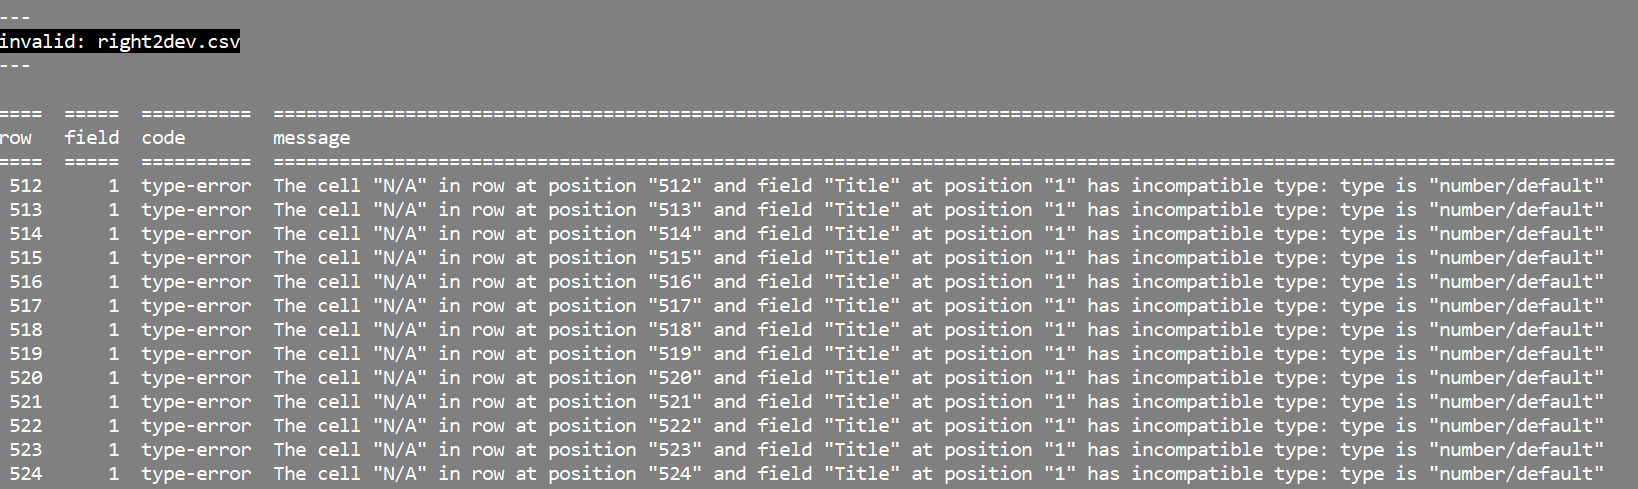 ---
invalid: right2dev.csv
---
====  =====  ==========  ==========================================================================================================================
row   field  code        message
====  =====  ==========  ==========================================================================================================================
 512      1  type-error  The cell "N/A" in row at position "512" and field "Title" at position "1" has incompatible type: type is "number/default"
 513      1  type-error  The cell "N/A" in row at position "513" and field "Title" at position "1" has incompatible type: type is "number/default"
 514      1  type-error  The cell "N/A" in row at position "514" and field "Title" at position "1" has incompatible type: type is "number/default"
 515      1  type-error  The cell "N/A" in row at position "515" and field "Title" at position "1" has incompatible type: type is "number/default"
 516      1  type-error  The cell "N/A" in row at position "516" and field "Title" at position "1" has incompatible type: type is "number/default"
 517      1  type-error  The cell "N/A" in row at position "517" and field "Title" at position "1" has incompatible type: type is "number/default"
 518      1  type-error  The cell "N/A" in row at position "518" and field "Title" at position "1" has incompatible type: type is "number/default"
 519      1  type-error  The cell "N/A" in row at position "519" and field "Title" at position "1" has incompatible type: type is "number/default"
 520      1  type-error  The cell "N/A" in row at position "520" and field "Title" at position "1" has incompatible type: type is "number/default"
 521      1  type-error  The cell "N/A" in row at position "521" and field "Title" at position "1" has incompatible type: type is "number/default"
 522      1  type-error  The cell "N/A" in row at position "522" and field "Title" at position "1" has incompatible type: type is "number/default"
 523      1  type-error  The cell "N/A" in row at position "523" and field "Title" at position "1" has incompatible type: type is "number/default"
 524      1  type-error  The cell "N/A" in row at position "524" and field "Title" at position "1" has incompatible type: type is "number/default"